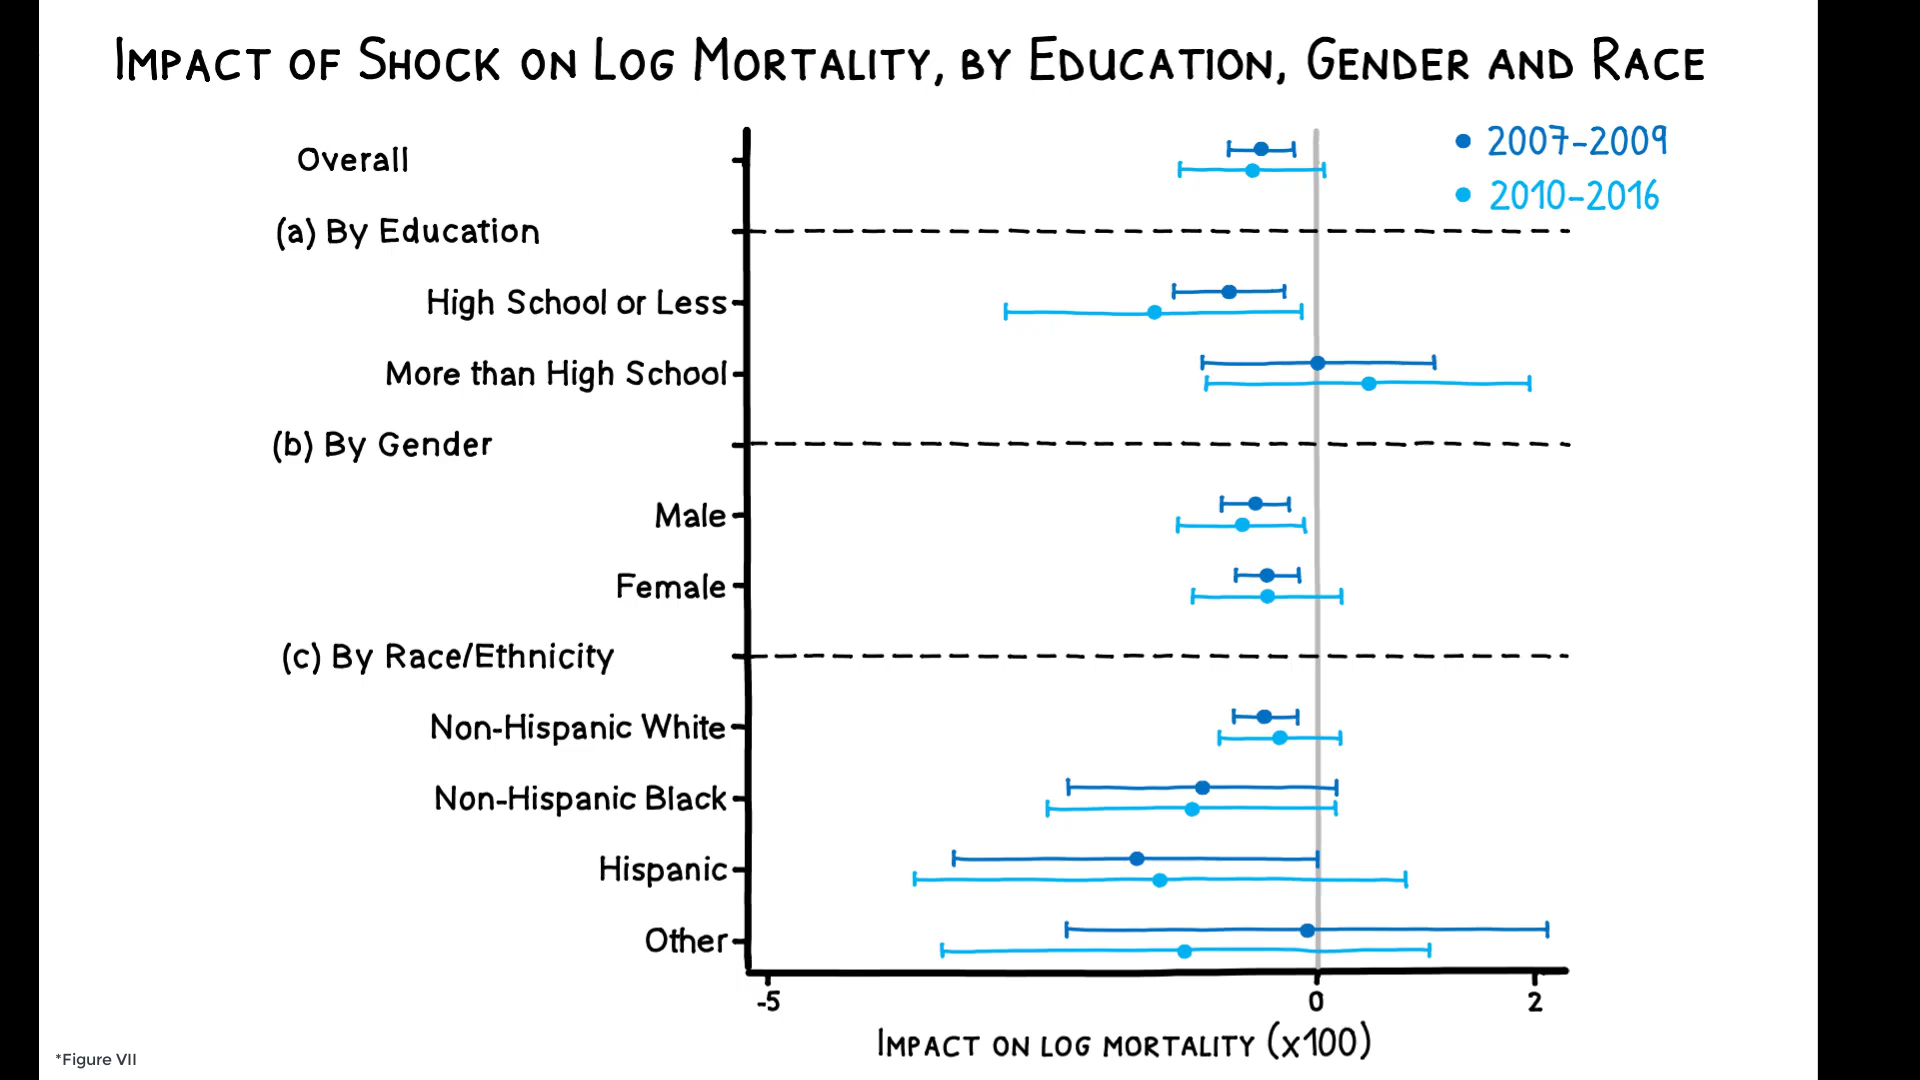 Impact of Shock on Log Mortality, by Education, Gender and Race
2007-2009
2010-2016
Overall
(a) By Education
High School or Less
More than High School
(b) By Gender
Male
Female
(c) By Race/Ethnicity
Non-Hispanic White
Non-Hispanic Black
Hispanic
Other
-5 0 2
Impact on log mortality (x100)
*Figure VII